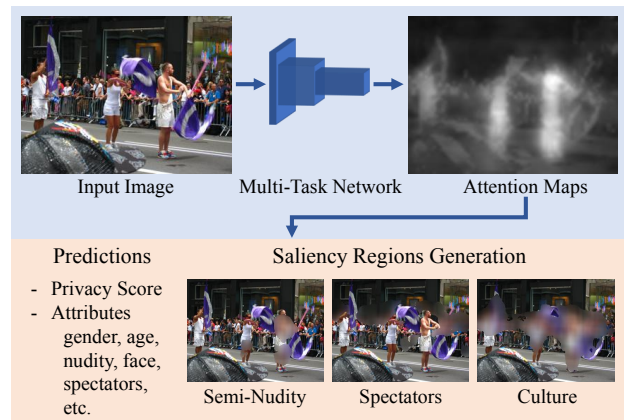 Input Image
Multi-Task Network
Attention Maps
Predictions
Saliency Regions Generation
- Privacy Score
- Attributes
gender, age,
nudity, face,
spectators,
etc.
Semi-Nudity
Spectators
Culture